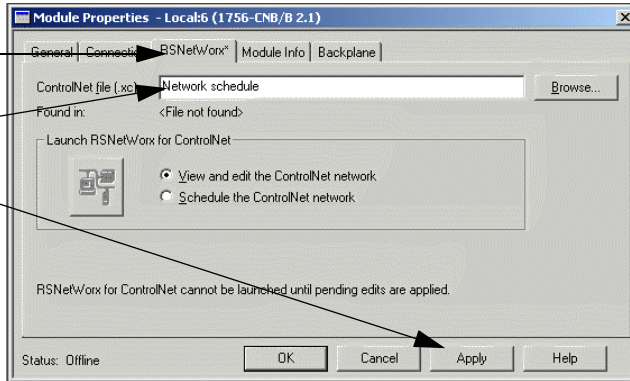 Module Properties - Local:6 (1756-CNB/B 2.1)
General Connection RSNetWorx* Module Info Backplane
ControlNet file (.xc) Network schedule Browse...
Found in: <File not found>
Launch RSNetWorx for ControlNet
View and edit the ControlNet network
Schedule the ControlNet network
RSNetWorx for ControlNet cannot be launched until pending edits are applied.
Status: Offline OK Cancel Apply Help